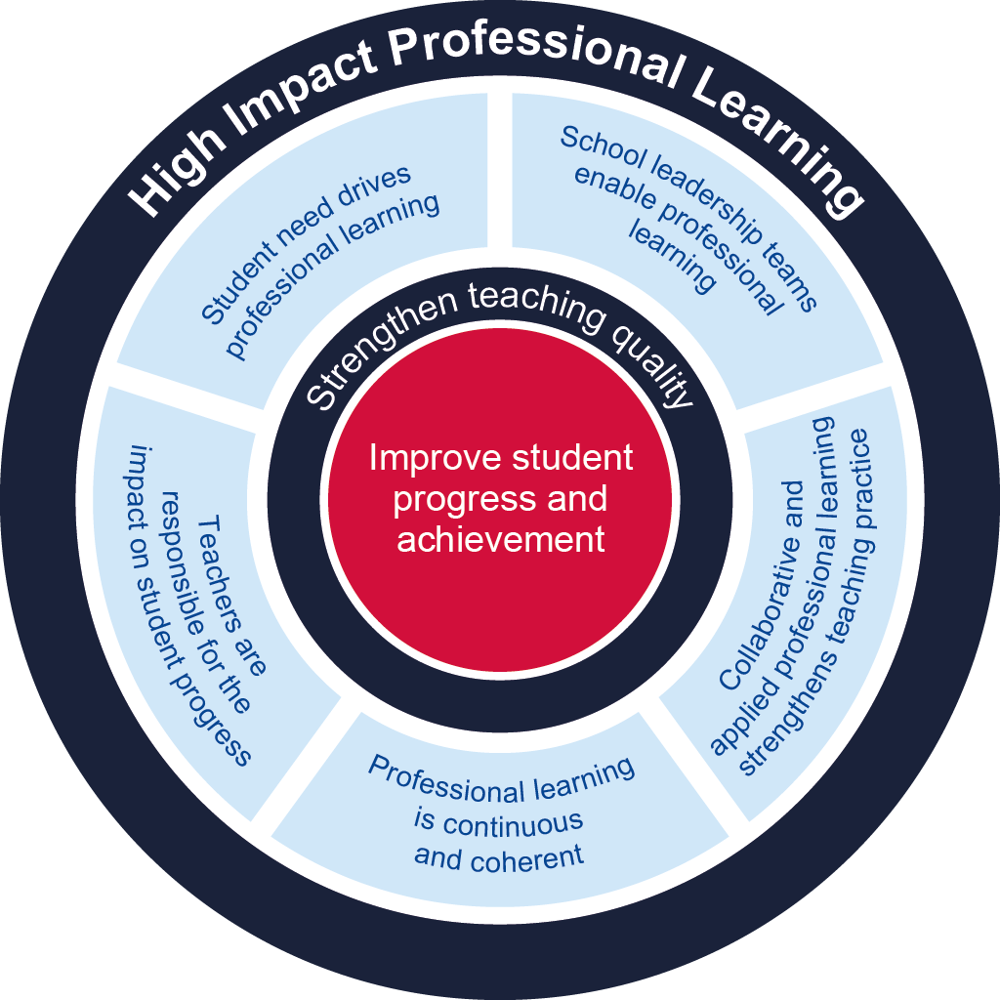 High Impact Professional Learning
Student need drives
professional learning
School leadership teams
enable professional
learning
Collaborative and
applied professional learning
strengthens teaching practice
Professional learning
is continuous
and coherent
Teachers are
responsible for the
impact on student progress
Strengthen teaching quality
Improve student
progress and
achievement